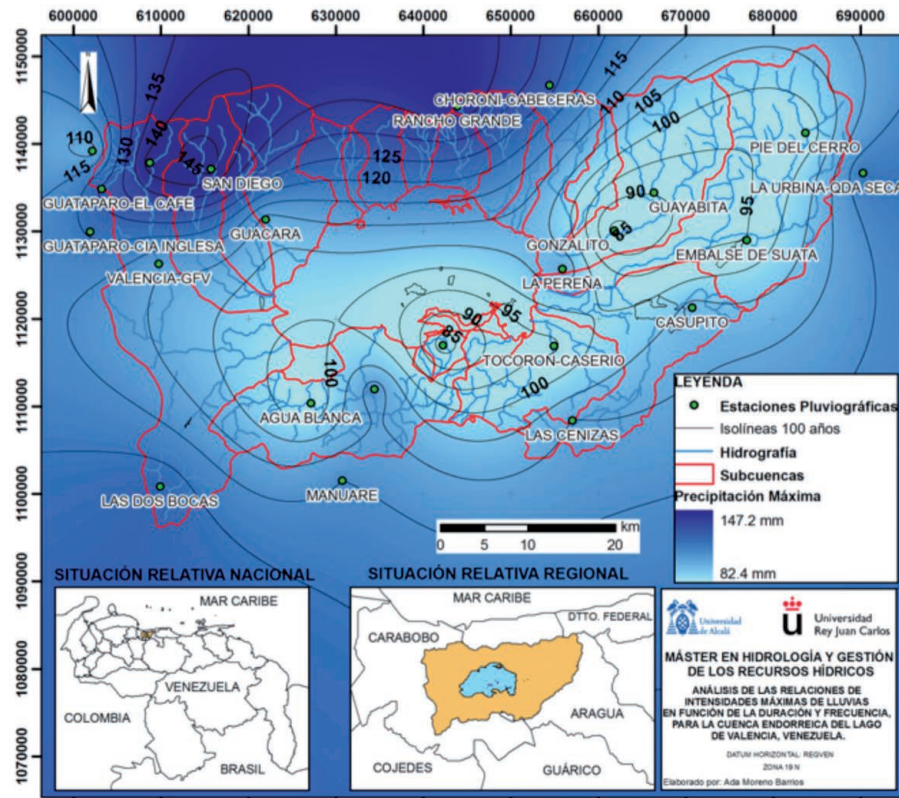 600000 610000 620000 630000 640000 650000 660000 670000 680000 690000
1150000
1140000
1130000
1120000
1110000
1100000
1090000
1080000
1070000
135
115
110
105
100
CHORONI-CABECERAS
RANCHO GRANDE
110
130
140
145
125
120
115
PIE DEL CERRO
SAN DIEGO
LA URBINA-QDA SECA
GUATAPARO-EL CAFE
90
95
GUAYABITA
GUACARA
85
GUATAPARO-CIA INGLESA
GONZALITO
EMBALSE DE SUATA
VALENCIA-GFV
LA PEREÑA
CASUPITO
90
95
85
TOCORON-CASERIO
100
100
AGUA BLANCA
LAS CENIZAS
LAS DOS BOCAS
MANUARE
km
0 5 10 20
LEYENDA
Estaciones Pluviográficas
Isolíneas 100 años
Hidrografía
Subcuencas
Precipitación Máxima
147.2 mm
82.4 mm
SITUACIÓN RELATIVA NACIONAL
MAR CARIBE
VENEZUELA
COLOMBIA
BRASIL
SITUACIÓN RELATIVA REGIONAL
MAR CARIBE
DTTO. FEDERAL
CARABOBO
ARAGUA
COJEDES
GUÁRICO
Universidad
de Alcalá
u
Universidad
Rey Juan Carlos
MÁSTER EN HIDROLOGÍA Y GESTIÓN
DE LOS RECURSOS HÍDRICOS
ANÁLISIS DE LAS RELACIONES DE
INTENSIDADES MÁXIMAS DE LLUVIAS
EN FUNCIÓN DE LA DURACIÓN Y FRECUENCIA,
PARA LA CUENCA ENDORREICA DEL LAGO
DE VALENCIA, VENEZUELA.
DATUM HORIZONTAL: REGVEN
ZONA 19 N
Elaborado por: Ada Moreno Barrios